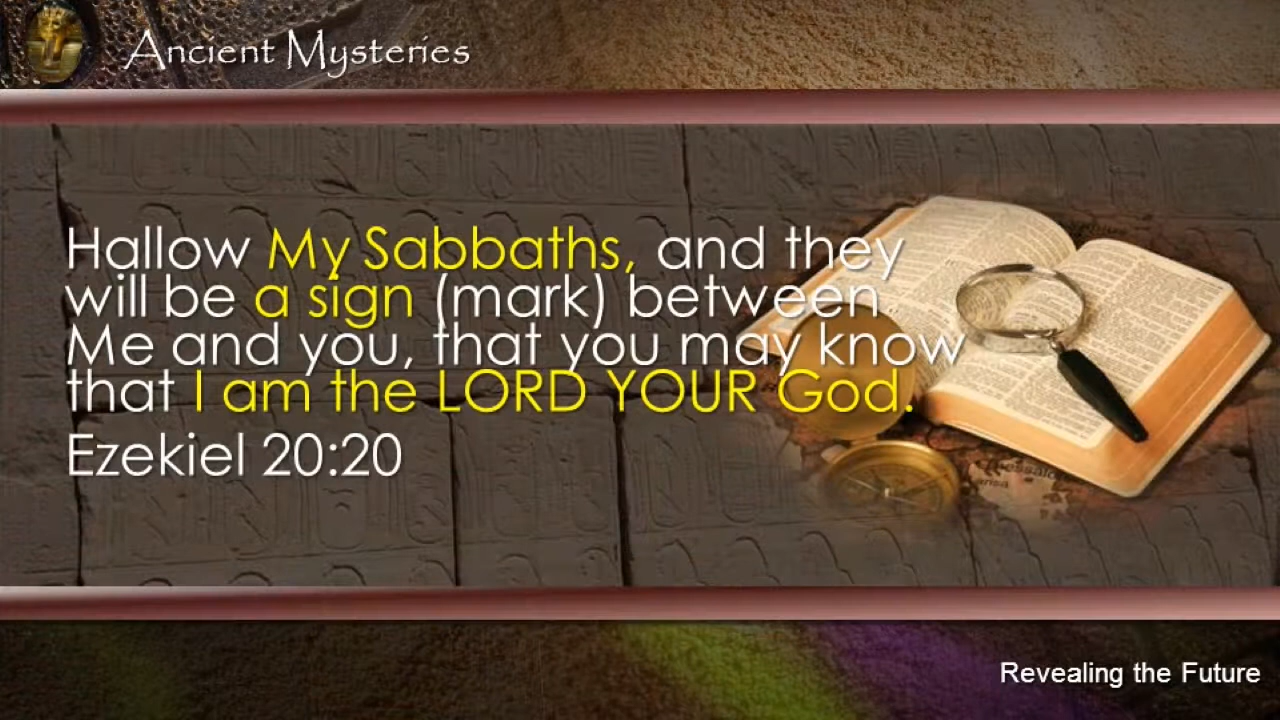 Ancient Mysteries
Hallow My Sabbaths, and they
will be a sign (mark) between
Me and you, that you may know
that I am the LORD YOUR God.
Ezekiel 20:20
Revealing the Future